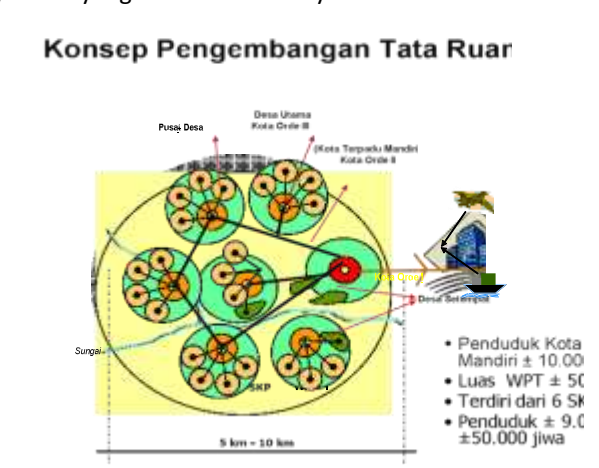 Konsep Pengembangan Tata Ruan
Desa Utama
Kota Orde III
Pusat Desa
(Kota Terpadu Mandiri
Kota Orde II
Desa Setempat
Sungai
SKP
5 km – 10 km
• Penduduk Kota
Mandiri ± 10.00
• Luas WPT ± 50
• Terdiri dari 6 SK
• Penduduk ± 9.0
±50.000 jiwa